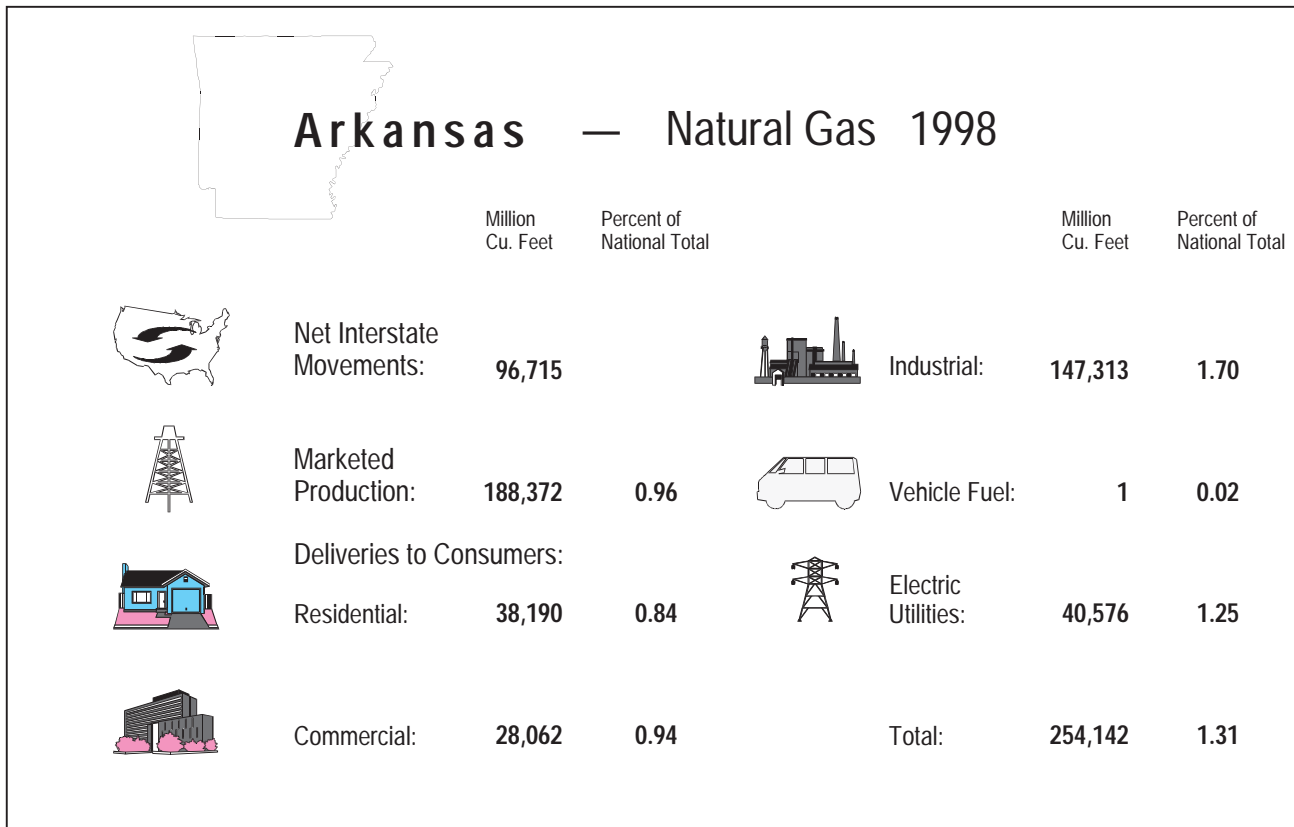 Arkansas — Natural Gas 1998
Million Cu. Feet
Percent of National Total
Million Cu. Feet
Percent of National Total
Net Interstate
Movements: 96,715
Marketed
Production: 188,372 0.96
Deliveries to Consumers:
Residential: 38,190 0.84
Commercial: 28,062 0.94
Industrial: 147,313 1.70
Vehicle Fuel: 1 0.02
Electric
Utilities: 40,576 1.25
Total: 254,142 1.31